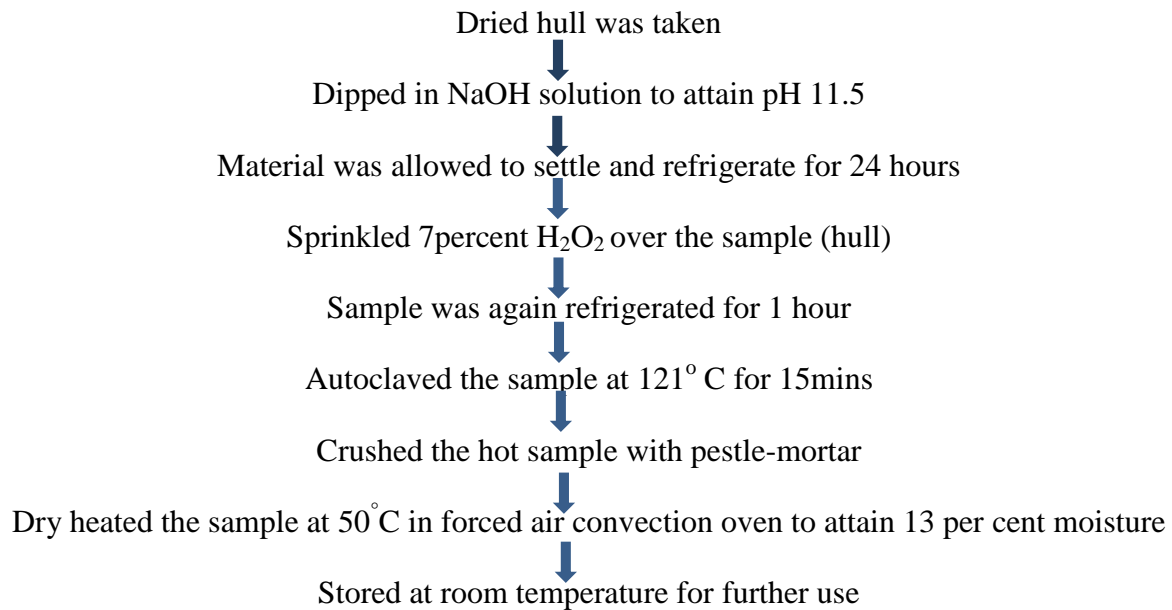 Dried hull was taken
Dipped in NaOH solution to attain pH 11.5
Material was allowed to settle and refrigerate for 24 hours
Sprinkled 7percent H₂O₂ over the sample (hull)
Sample was again refrigerated for 1 hour
Autoclaved the sample at 121° C for 15mins
Crushed the hot sample with pestle-mortar
Dry heated the sample at 50°C in forced air convection oven to attain 13 per cent moisture
Stored at room temperature for further use